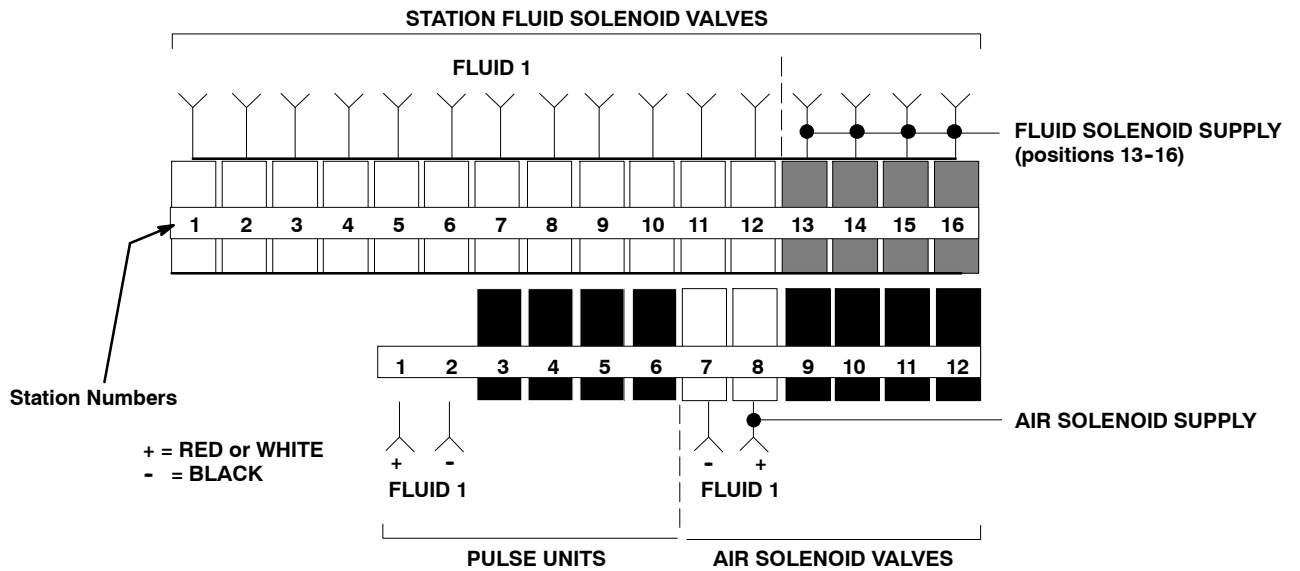 STATION FLUID SOLENOID VALVES
FLUID 1
FLUID SOLENOID SUPPLY
(positions 13-16)
1 2 3 4 5 6 7 8 9 10 11 12 13 14 15 16
1 2 3 4 5 6 7 8 9 10 11 12
Station Numbers
AIR SOLENOID SUPPLY
+ = RED or WHITE
- = BLACK
+ - - +
FLUID 1 FLUID 1
PULSE UNITS AIR SOLENOID VALVES